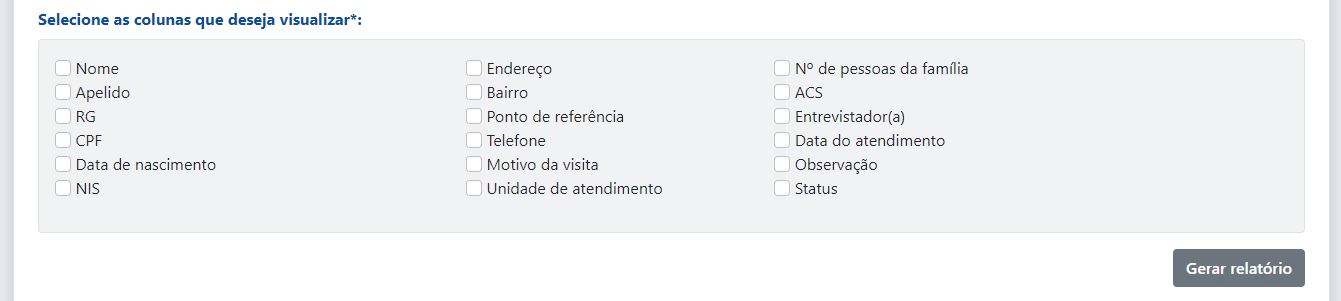 Selecione as colunas que deseja visualizar*:
Nome
Apelido
RG
CPF
Data de nascimento
NIS
Endereço
Bairro
Ponto de referência
Telefone
Motivo da visita
Unidade de atendimento
Nº de pessoas da família
ACS
Entrevistador(a)
Data do atendimento
Observação
Status
Gerar relatório